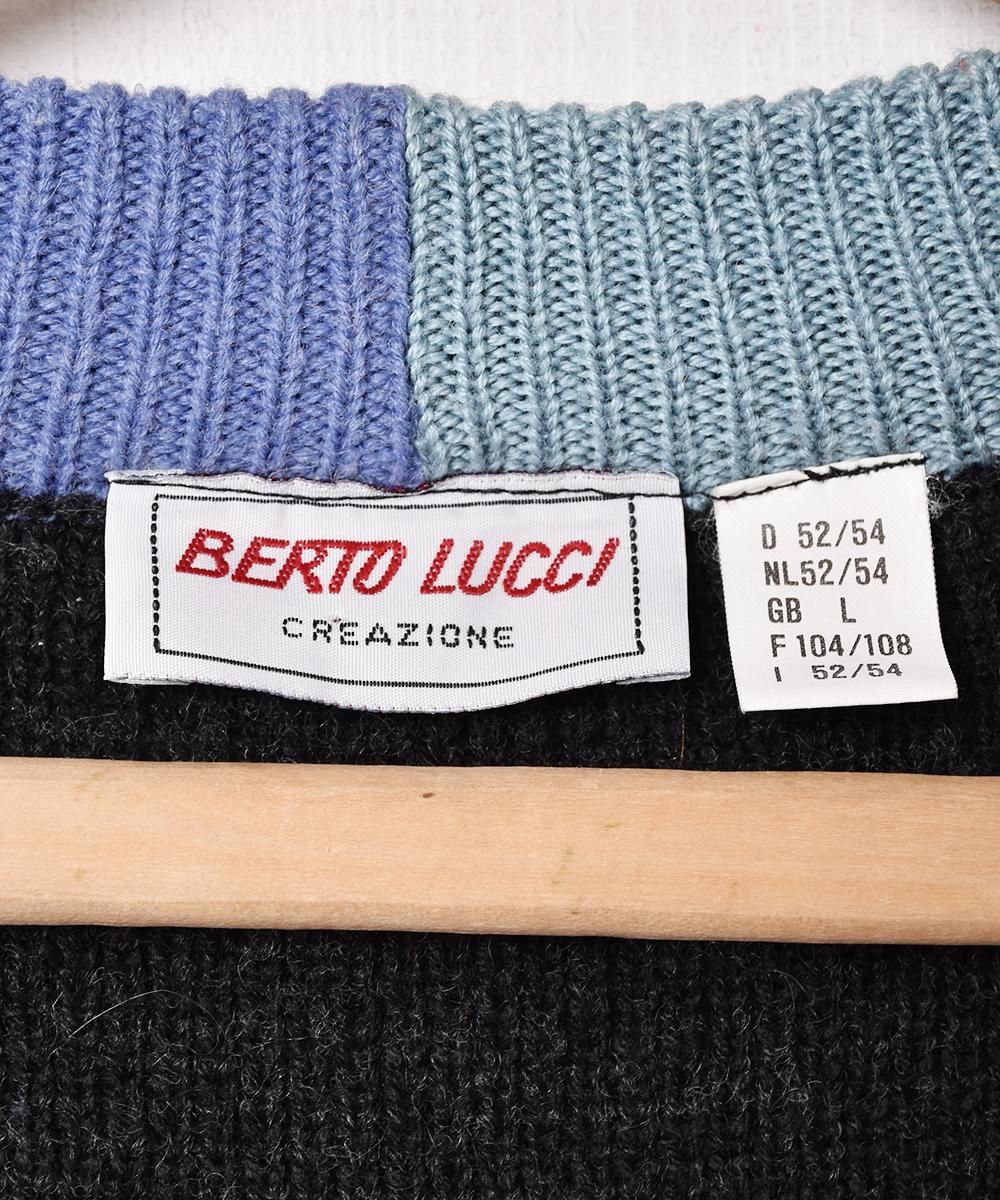 BERTO LUCCI
CREAZIONE
D 52/54
NL52/54
GB L
F 104/108
I 52/54